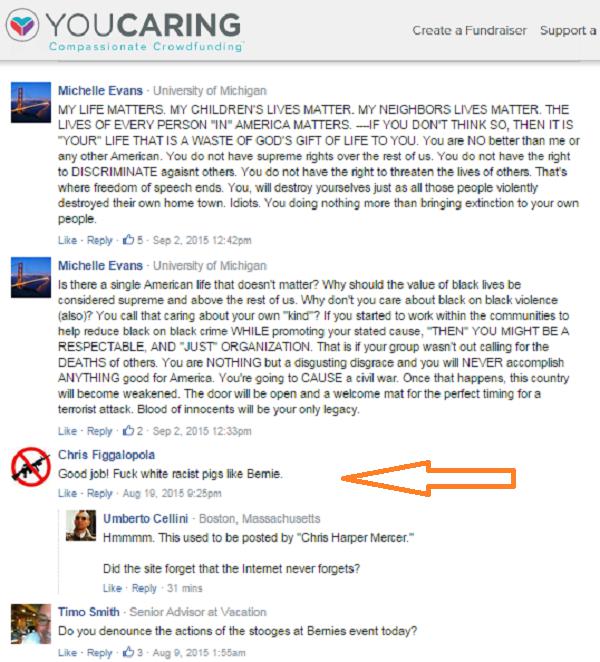 YOUCARING
Compassionate Crowdfunding
Create a Fundraiser Support a
Michelle Evans · University of Michigan
MY LIFE MATTERS. MY CHILDREN'S LIVES MATTER. MY NEIGHBORS LIVES MATTER. THE
LIVES OF EVERY PERSON "IN" AMERICA MATTERS. ----IF YOU DON'T THINK SO, THEN IT IS
"YOUR" LIFE THAT IS A WASTE OF GOD'S GIFT OF LIFE TO YOU. You are NO better than me or
any other American. You do not have supreme rights over the rest of us. You do not have the right
to DISCRIMINATE agaisnt others. You do not have the right to threaten the lives of others. That's
where freedom of speech ends. You, will destroy yourselves just as all those people violently
destroyed their own home town. Idiots. You doing nothing more than bringing extinction to your own
people.
Like · Reply · 5 · Sep 2, 2015 12:42pm
Michelle Evans · University of Michigan
Is there a single American life that doesn't matter? Why should the value of black lives be
considered supreme and above the rest of us. Why don't you care about black on black violence
(also)? You call that caring about your own "kind"? If you started to work within the communities to
help reduce black on black crime WHILE promoting your stated cause, "THEN" YOU MIGHT BE A
RESPECTABLE, AND "JUST" ORGANIZATION. That is if your group wasn't out calling for the
DEATHS of others. You are NOTHING but a disgusting disgrace and you will NEVER accomplish
ANYTHING good for America. You're going to CAUSE a civil war. Once that happens, this country
will become weakened. The door will be open and a welcome mat for the perfect timing for a
terrorist attack. Blood of innocents will be your only legacy.
Like · Reply · 2 · Sep 2, 2015 12:33pm
Chris Figgalopola
Good job! Fuck white racist pigs like Bernie.
Like · Reply · Aug 19, 2015 9:25pm
Umberto Cellini · Boston, Massachusetts
Hmmmm. This used to be posted by "Chris Harper Mercer."
Did the site forget that the Internet never forgets?
Like · Reply · 31 mins
Timo Smith · Senior Advisor at Vacation
Do you denounce the actions of the stooges at Bernies event today?
Like · Reply · 3 · Aug 9, 2015 1:55am